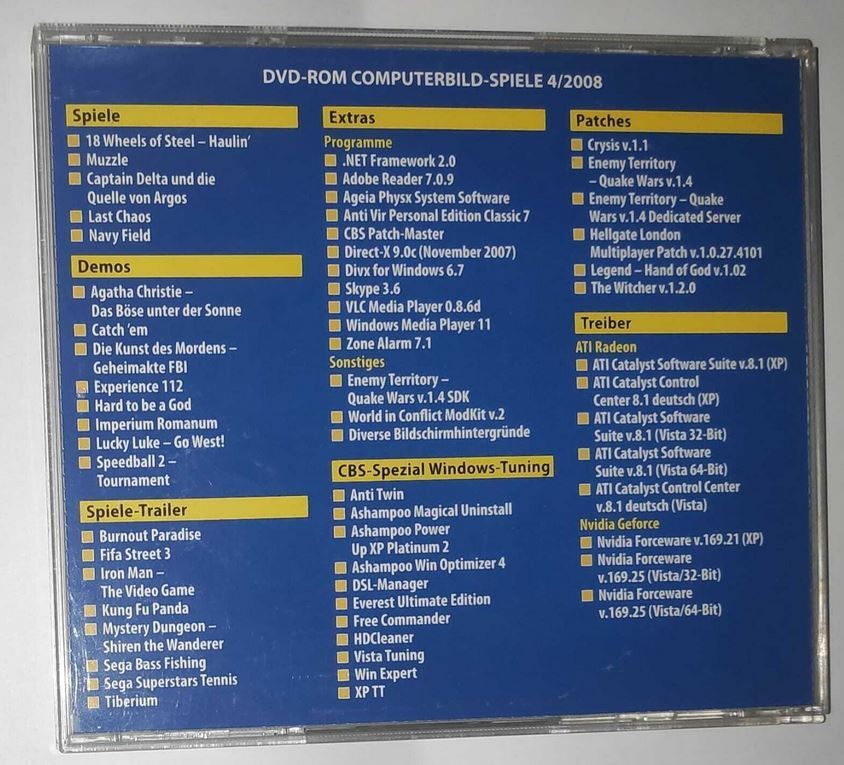 DVD-ROM COMPUTERBILD-SPIELE 4/2008
Spiele
18 Wheels of Steel – Haulin'
Muzzle
Captain Delta und die
Quelle von Argos
Last Chaos
Navy Field
Demos
Agatha Christie –
Das Böse unter der Sonne
Catch 'em
Die Kunst des Mordens –
Geheimakte FBI
Experience 112
Hard to be a God
Imperium Romanum
Lucky Luke – Go West!
Speedball 2 –
Tournament
Spiele-Trailer
Burnout Paradise
Fifa Street 3
Iron Man –
The Video Game
Kung Fu Panda
Mystery Dungeon –
Shiren the Wanderer
Sega Bass Fishing
Sega Superstars Tennis
Tiberium
Extras
Programme
.NET Framework 2.0
Adobe Reader 7.0.9
Ageia Physx System Software
Anti Vir Personal Edition Classic 7
CBS Patch-Master
Direct-X 9.0c (November 2007)
Divx for Windows 6.7
Skype 3.6
VLC Media Player 0.8.6d
Windows Media Player 11
Zone Alarm 7.1
Sonstiges
Enemy Territory –
Quake Wars v.1.4 SDK
World in Conflict ModKit v.2
Diverse Bildschirmhintergründe
CBS-Spezial Windows-Tuning
Anti Twin
Ashampoo Magical Uninstall
Ashampoo Power
Up XP Platinum 2
Ashampoo Win Optimizer 4
DSL-Manager
Everest Ultimate Edition
Free Commander
HDCleaner
Vista Tuning
Win Expert
XP TT
Patches
Crysis v.1.1
Enemy Territory
– Quake Wars v.1.4
Enemy Territory – Quake
Wars v.1.4 Dedicated Server
Hellgate London
Multiplayer Patch v.1.0.27.4101
Legend – Hand of God v.1.02
The Witcher v.1.2.0
Treiber
ATI Radeon
ATI Catalyst Software Suite v.8.1 (XP)
ATI Catalyst Control
Center 8.1 deutsch (XP)
ATI Catalyst Software
Suite v.8.1 (Vista 32-Bit)
ATI Catalyst Software
Suite v.8.1 (Vista 64-Bit)
ATI Catalyst Control Center
v.8.1 deutsch (Vista)
Nvidia Geforce
Nvidia Forceware v.169.21 (XP)
Nvidia Forceware
v.169.25 (Vista/32-Bit)
Nvidia Forceware
v.169.25 (Vista/64-Bit)